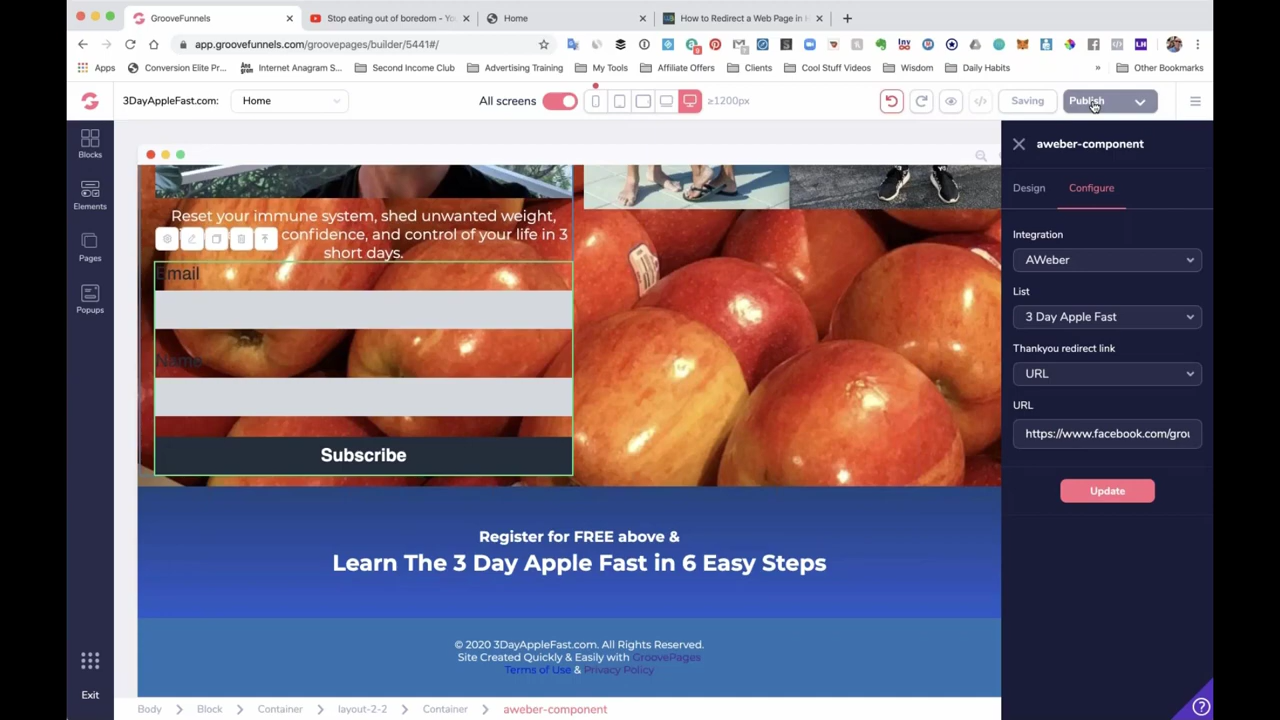 GrooveFunnels
Stop eating out of boredom - Yo
Home
How to Redirect a Web Page in
app.groovefunnels.com/groovepages/builder/5441#/
Apps
Conversion Elite Pr...
Internet Anagram S...
Second Income Club
Advertising Training
My Tools
Affiliate Offers
Clients
Cool Stuff Videos
Wisdom
Daily Habits
»
Other Bookmarks
3DayAppleFast.com:
Home
All screens
≥1200px
Saving
Publish
Blocks
Elements
Pages
Popups
Exit
Reset your immune system, shed unwanted weight,
confidence, and control of your life in 3
short days.
Email
Name
Subscribe
Register for FREE above &
Learn The 3 Day Apple Fast in 6 Easy Steps
© 2020 3DayAppleFast.com. All Rights Reserved.
Site Created Quickly & Easily with GroovePages
Terms of Use & Privacy Policy
Body
Block
Container
layout-2-2
Container
aweber-component
aweber-component
Design
Configure
Integration
AWeber
List
3 Day Apple Fast
Thankyou redirect link
URL
URL
https://www.facebook.com/grou
Update